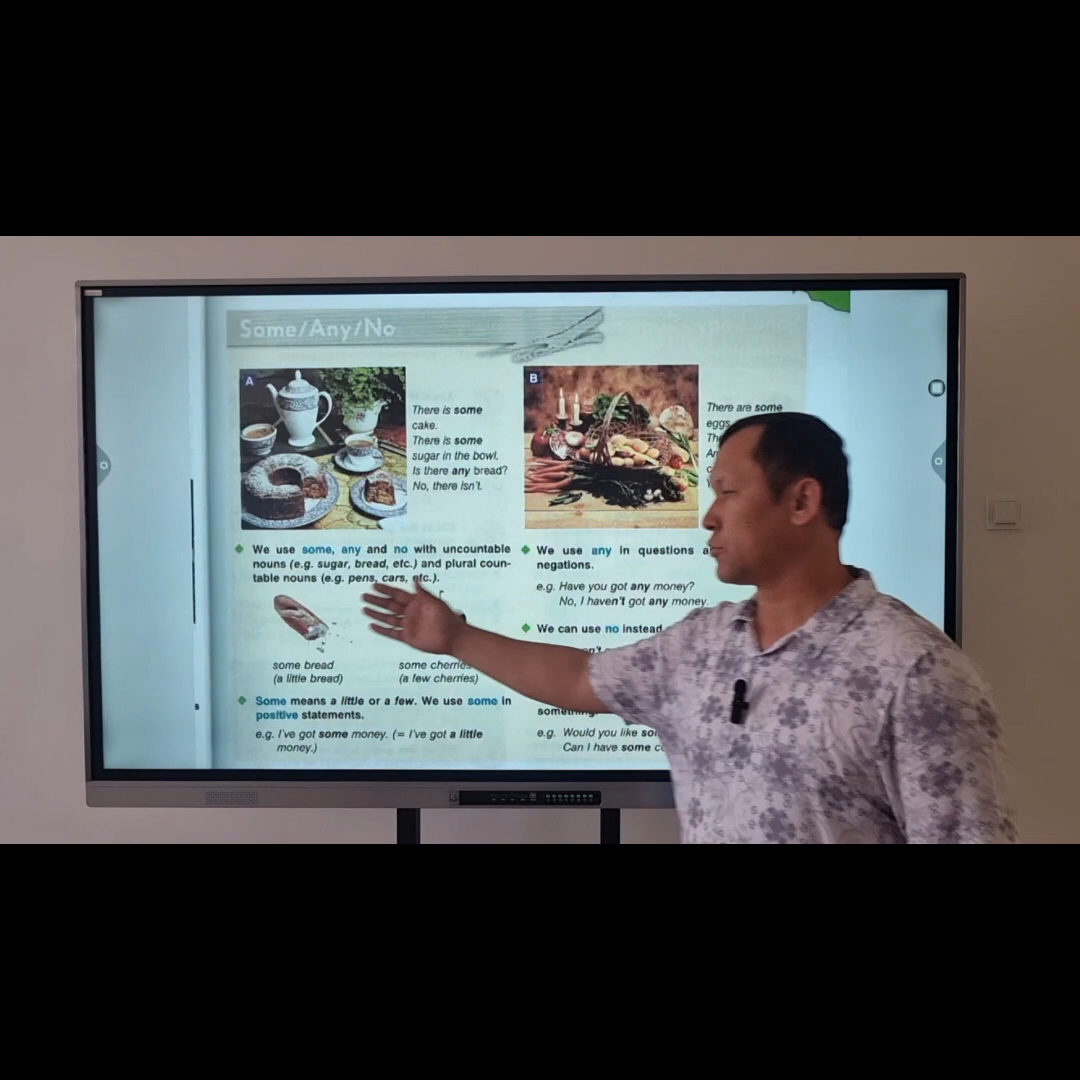 Some/Any/No
A
There is some
cake.
There is some
sugar in the bowl.
Is there any bread?
No, there isn't.
We use some, any and no with uncountable
nouns (e.g. sugar, bread, etc.) and plural coun-
table nouns (e.g. pens, cars, etc.).
some bread
(a little bread)
some cherries
(a few cherries)
Some means a little or a few. We use some in
positive statements.
e.g. I've got some money. (= I've got a little
money.)
B
There are some
eggs
We use any in questions
negations.
e.g. Have you got any money?
No, I haven't got any money.
We can use no instead
something.
e.g. Would you like
Can I have some